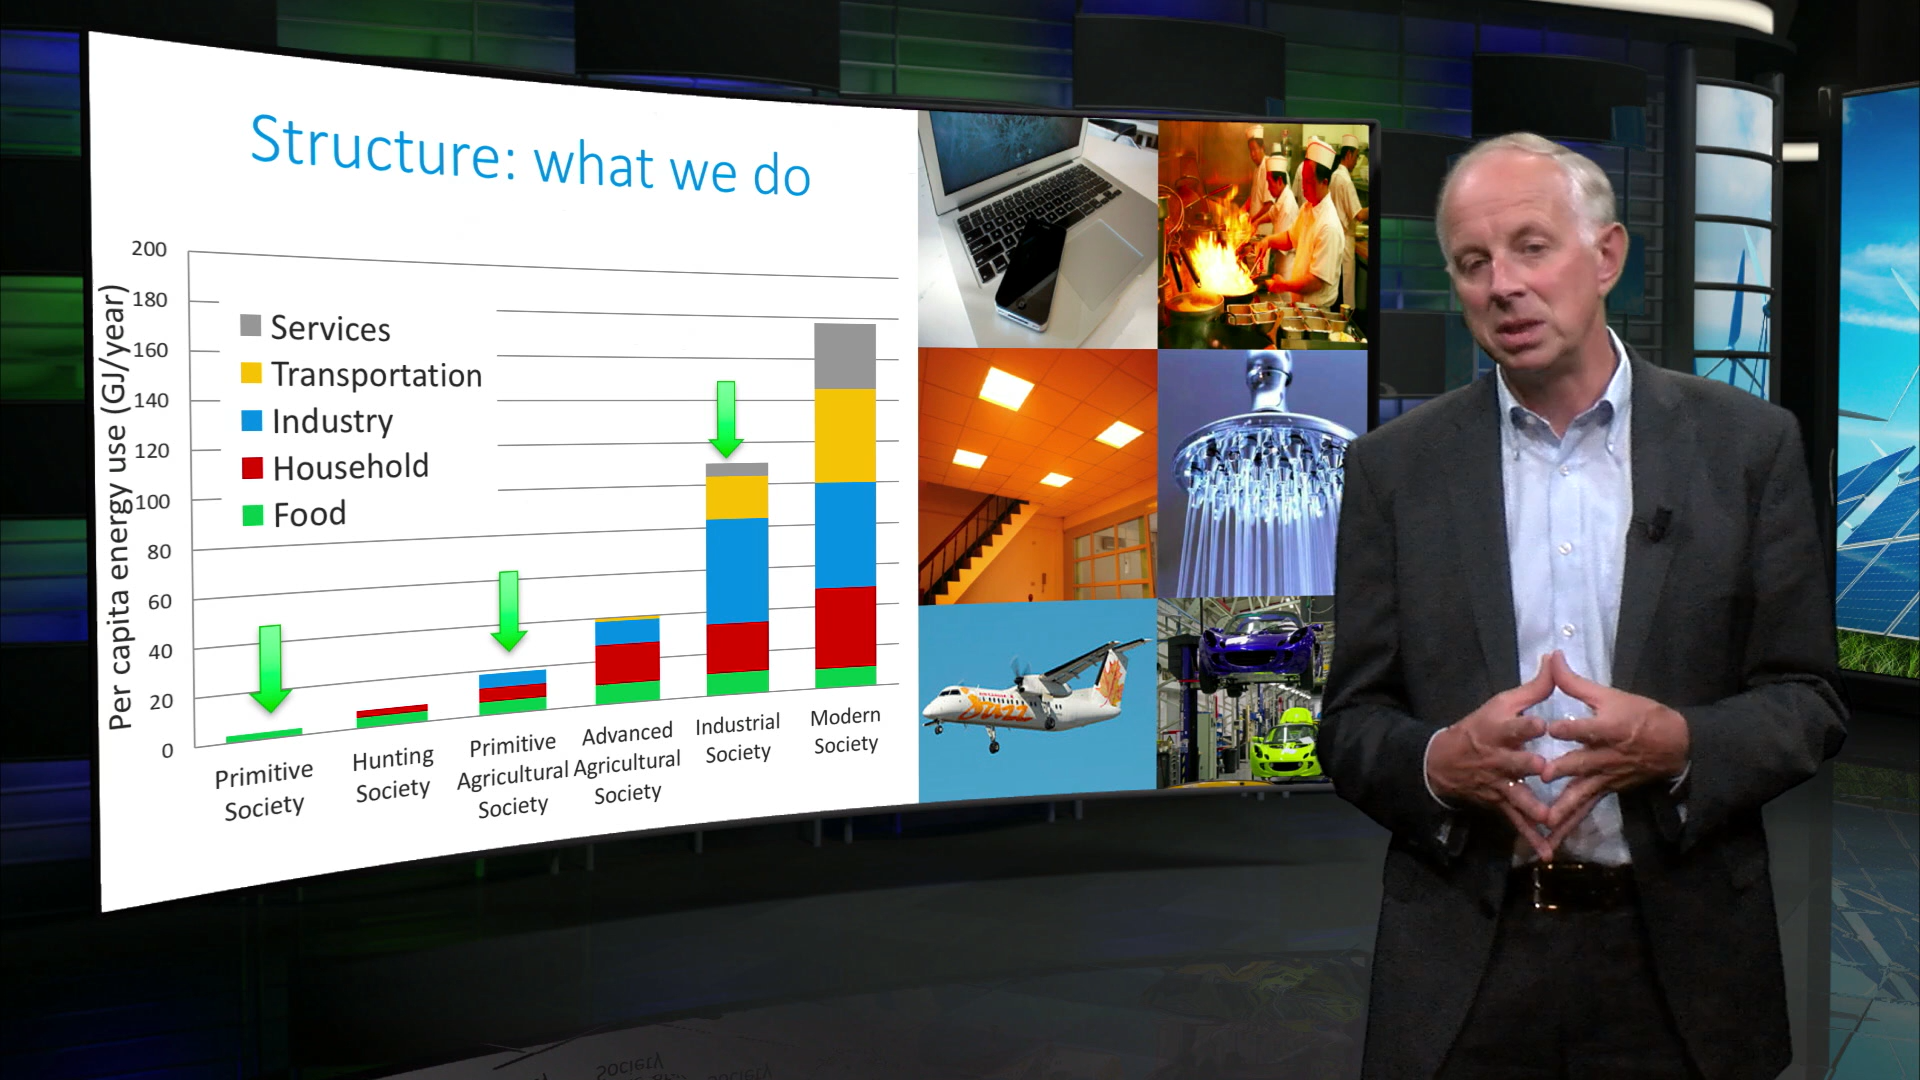 Structure: what we do
Per capita energy use (GJ/year)
200
180
160
140
120
100
80
60
40
20
0
Services
Transportation
Industry
Household
Food
Primitive
Society
Hunting
Society
Primitive
Agricultural
Society
Advanced
Agricultural
Society
Industrial
Society
Modern
Society
Jazz